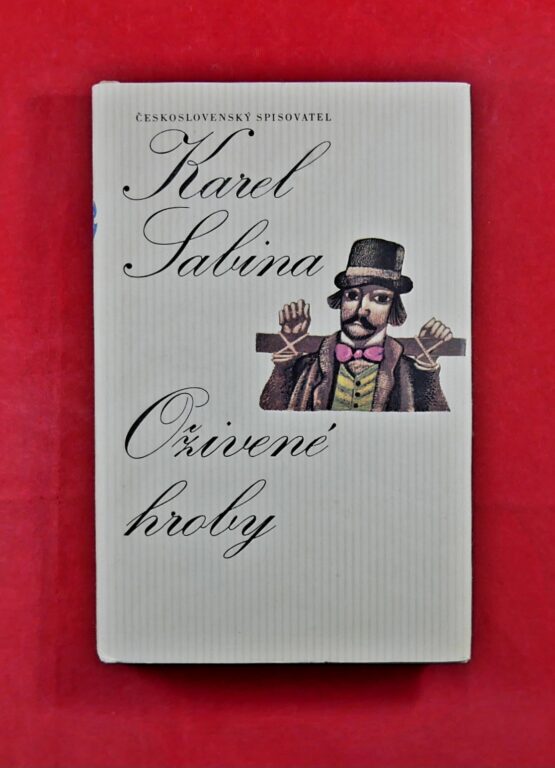 ČESKOSLOVENSKÝ SPISOVATEL
Karel
Sabina
Oživené
hroby